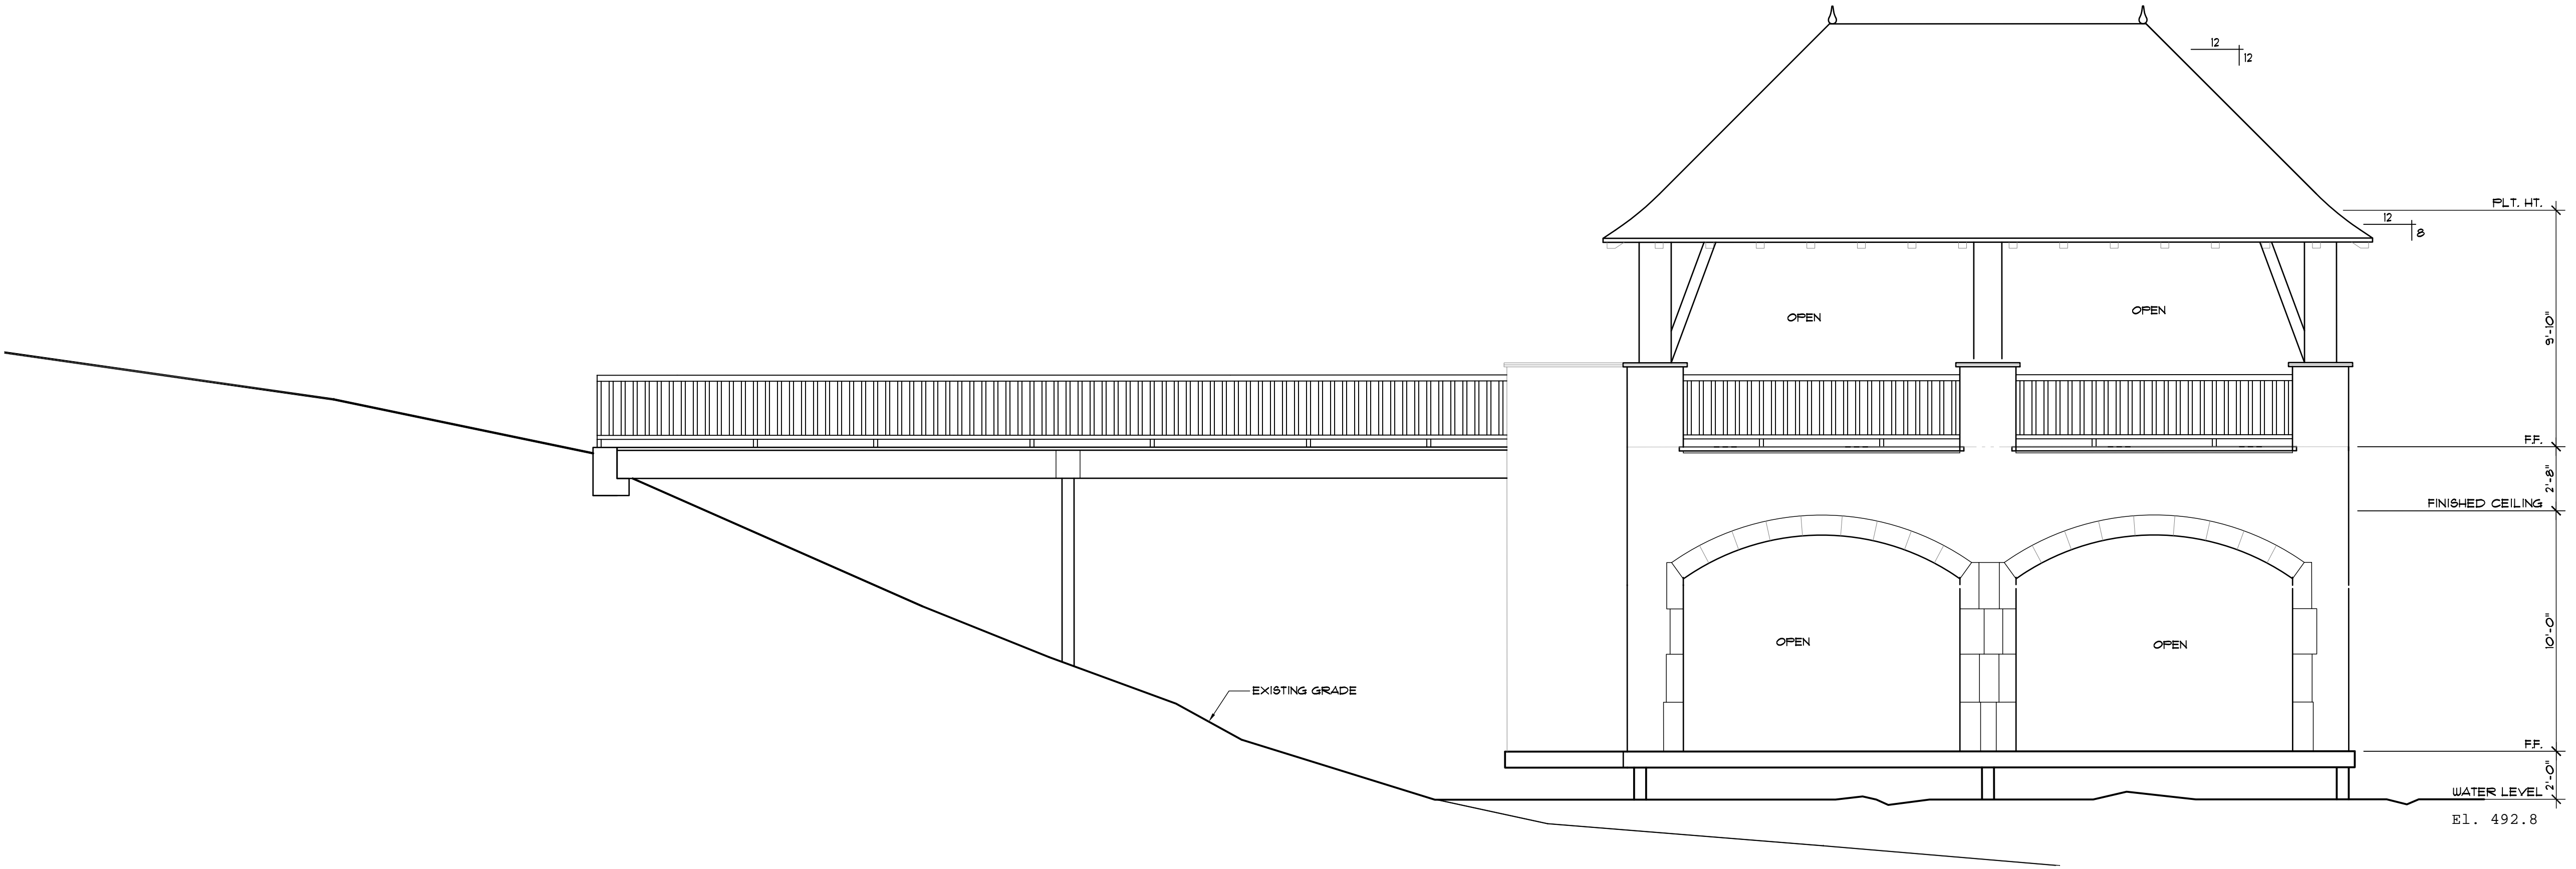 12
12
PLT. HT.
12
8
OPEN
OPEN
9'-10"
F.F.
2'-8"
FINISHED CEILING
10'-0"
OPEN
OPEN
EXISTING GRADE
F.F.
2'-0"
WATER LEVEL
El. 492.8